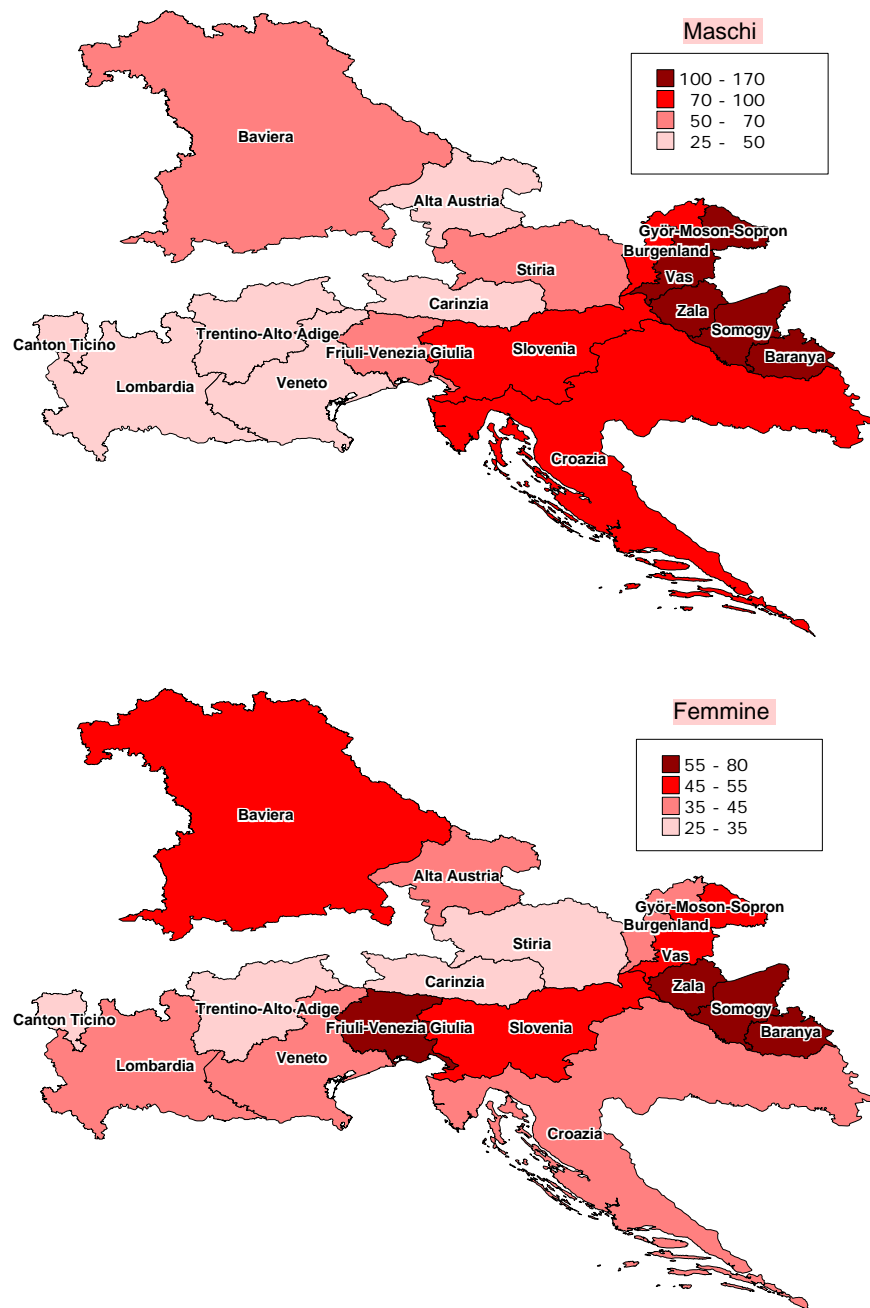 Maschi
100 - 170
70 - 100
50 - 70
25 - 50
Baviera
Alta Austria
Györ-Moson-Sopron
Burgenland
Stiria
Vas
Carinzia
Zala
Trentino-Alto Adige
Somogy
Canton Ticino
Friuli-Venezia Giulia
Slovenia
Baranya
Lombardia
Veneto
Croazia
Femmine
55 - 80
45 - 55
35 - 45
25 - 35
Baviera
Alta Austria
Györ-Moson-Sopron
Burgenland
Stiria
Vas
Carinzia
Zala
Trentino-Alto Adige
Somogy
Canton Ticino
Friuli-Venezia Giulia
Slovenia
Baranya
Veneto
Lombardia
Croazia